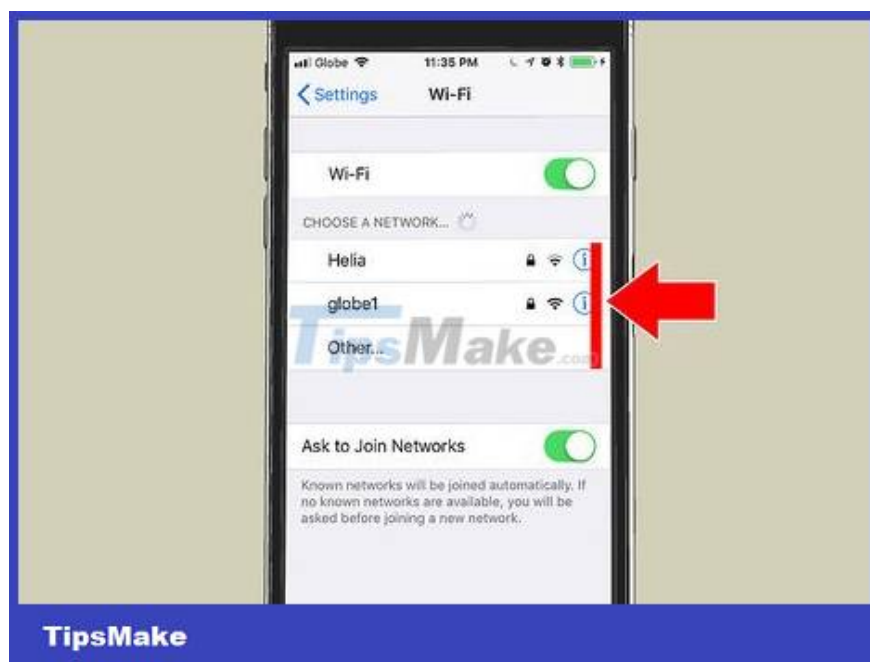 Globe 11:35 PM
Settings Wi-Fi
Wi-Fi
CHOOSE A NETWORK...
Helia
globe1
TipsMake.com
Other...
Ask to Join Networks
Known networks will be joined automatically. If
no known networks are available, you will be
asked before joining a new network.
TipsMake